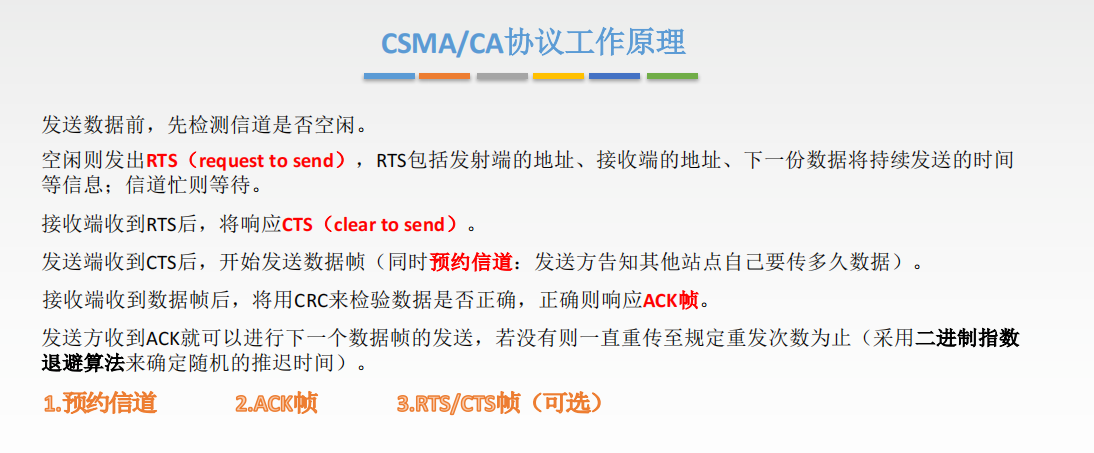 CSMA/CA协议工作原理
发送数据前，先检测信道是否空闲。
空闲则发出RTS（request to send），RTS包括发射端的地址、接收端的地址、下一份数据将持续发送的时间
等信息；信道忙则等待。
接收端收到RTS后，将响应CTS（clear to send）。
发送端收到CTS后，开始发送数据帧（同时预约信道：发送方告知其他站点自己要传多久数据）。
接收端收到数据帧后，将用CRC来检验数据是否正确，正确则响应ACK帧。
发送方收到ACK就可以进行下一个数据帧的发送，若没有则一直重传至规定重发次数为止（采用二进制指数
退避算法来确定随机的推迟时间）。
1.预约信道 2.ACK帧 3.RTS/CTS帧（可选）